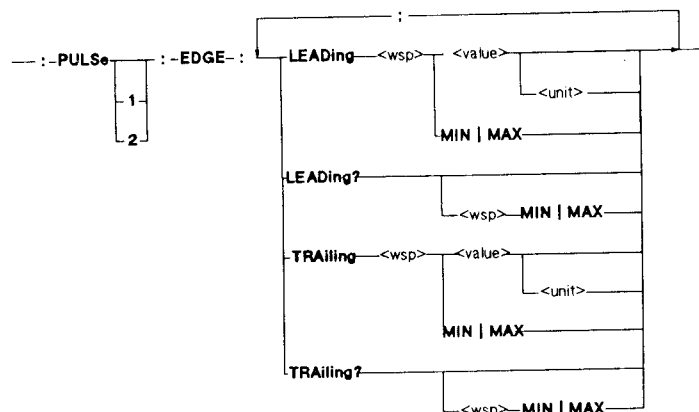 :
:PULSe :EDGE : LEADing <wsp> <value>
<unit>
1
2
MIN | MAX
LEADing?
<wsp> MIN | MAX
TRAiling <wsp> <value>
<unit>
MIN | MAX
TRAiling?
<wsp> MIN | MAX